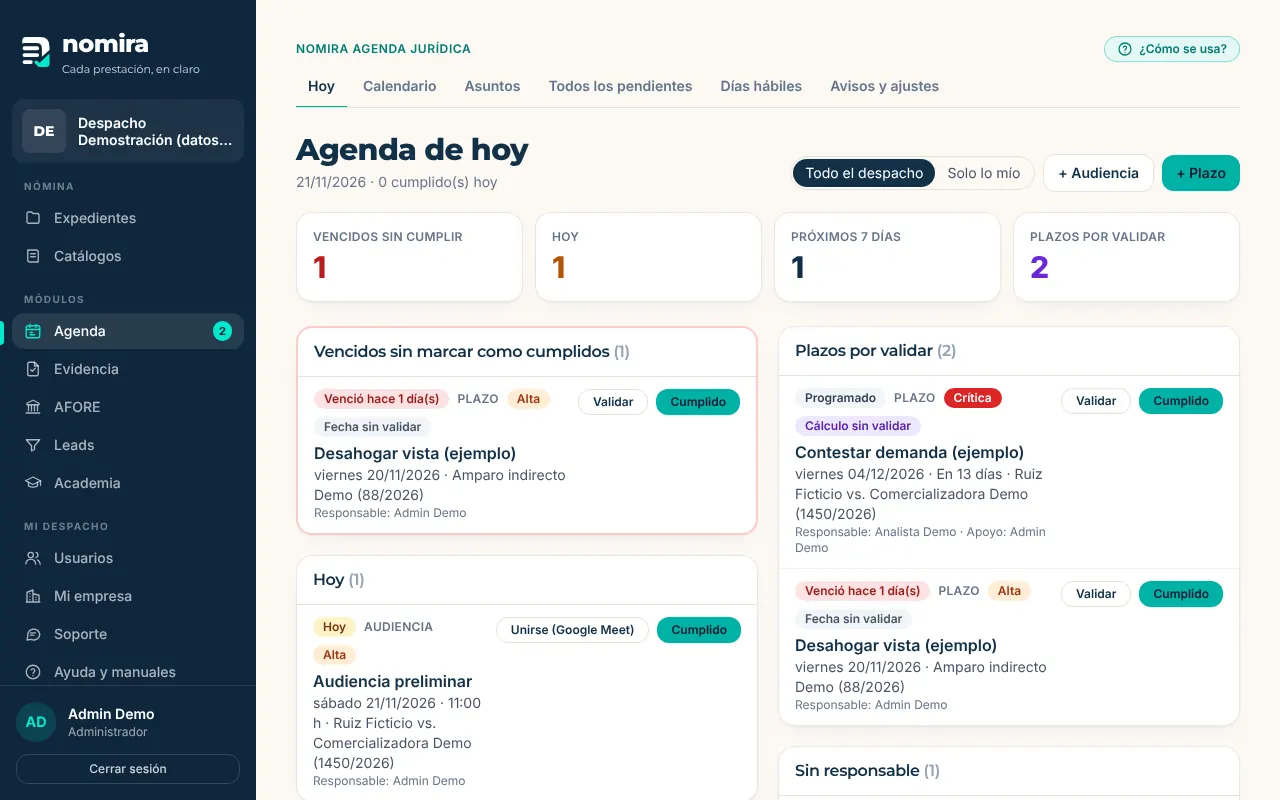 nomira
Cada prestación, en claro
DE
Despacho
Demostración (datos...
NÓMINA
Expedientes
Catálogos
MÓDULOS
Agenda
2
Evidencia
AFORE
Leads
Academia
MI DESPACHO
Usuarios
Mi empresa
Soporte
Ayuda y manuales
AD
Admin Demo
Administrador
Cerrar sesión
NOMIRA AGENDA JURÍDICA
¿Cómo se usa?
Hoy
Calendario
Asuntos
Todos los pendientes
Días hábiles
Avisos y ajustes
Agenda de hoy
21/11/2026 · 0 cumplido(s) hoy
Todo el despacho
Solo lo mío
+ Audiencia
+ Plazo
VENCIDOS SIN CUMPLIR
1
HOY
1
PRÓXIMOS 7 DÍAS
1
PLAZOS POR VALIDAR
2
Vencidos sin marcar como cumplidos (1)
Venció hace 1 día(s) PLAZO Alta
Validar
Cumplido
Fecha sin validar
Desahogar vista (ejemplo)
viernes 20/11/2026 · Amparo indirecto
Demo (88/2026)
Responsable: Admin Demo
Hoy (1)
Hoy AUDIENCIA
Unirse (Google Meet)
Cumplido
Alta
Audiencia preliminar
sábado 21/11/2026 · 11:00
h · Ruiz Ficticio vs.
Comercializadora Demo
(1450/2026)
Responsable: Admin Demo
Plazos por validar (2)
Programado PLAZO Crítica
Validar
Cumplido
Cálculo sin validar
Contestar demanda (ejemplo)
viernes 04/12/2026 · En 13 días · Ruiz
Ficticio vs. Comercializadora Demo
(1450/2026)
Responsable: Analista Demo · Apoyo: Admin
Demo
Venció hace 1 día(s) PLAZO Alta
Validar
Cumplido
Fecha sin validar
Desahogar vista (ejemplo)
viernes 20/11/2026 · Amparo indirecto
Demo (88/2026)
Responsable: Admin Demo
Sin responsable (1)